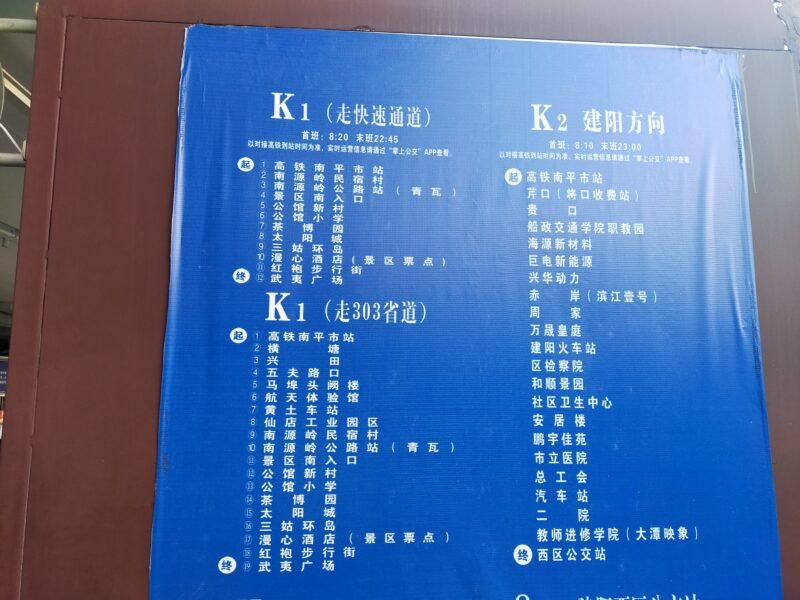 K1（走快速通道）
首班：8:20 末班22:45
以对接高铁到站时间为准，实时运营信息请通过“掌上公交”APP查看。
起 ① 高铁南平市站
2 南源岭民宿村
3 南源岭公路站（青瓦）
4 景区南入口
5 公馆新村
6 公馆小学
7 茶博园
8 太阳城
9 三姑环岛
10 漫心酒店（景区票点）
⑪ 红袍步行街
终 ⑫ 武夷广场
K1（走303省道）
起 ① 高铁南平市站
2 横塘
3 兴田
4 五夫路口
5 马埠头阙楼
6 航天体验馆
7 黄土车站
8 仙店工业园区
9 南源岭民宿村
10 南源岭公路站（青瓦）
⑪ 景区南入口
⑫ 公馆新村
⑬ 公馆小学
⑭ 茶博园
⑮ 太阳城
⑯ 三姑环岛
⑰ 漫心酒店（景区票点）
⑱ 红袍步行街
终 ⑲ 武夷广场
K2 建阳方向
首班：8:10 末班23:00
以对接高铁到站时间为准，实时运营信息请通过“掌上公交”APP查看
起 高铁南平市站
芹口（将口收费站）
贵口
船政交通学院职教园
海源新材料
巨电新能源
兴华动力
赤岸（滨江壹号）
周家
万晟皇庭
建阳火车站
区检察院
和顺景园
社区卫生中心
安居楼
鹏宇佳苑
市立医院
总工会
汽车站
二院
教师进修学院（大潭映象）
终 西区公交站